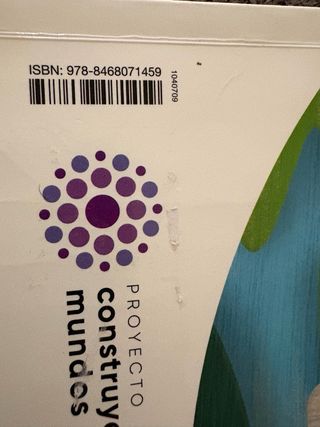 ISBN: 978-8468071459
1040709
PROYECTO
construye
mundos